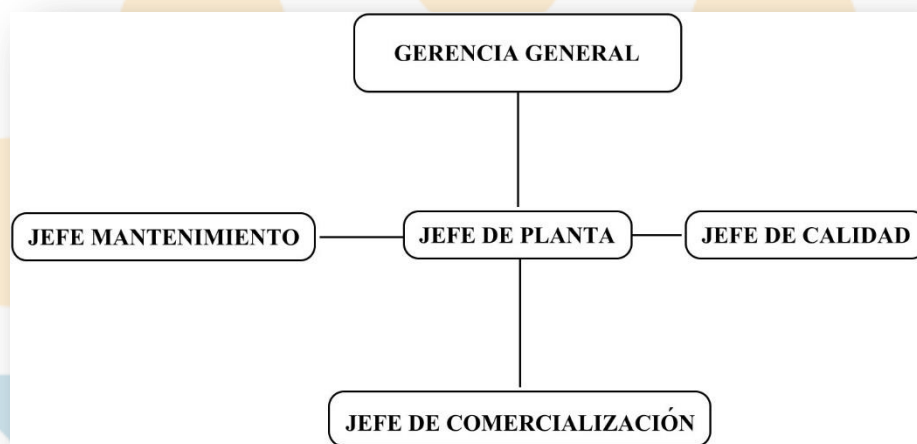 GERENCIA GENERAL
JEFE MANTENIMIENTO
JEFE DE PLANTA
JEFE DE CALIDAD
JEFE DE COMERCIALIZACIÓN